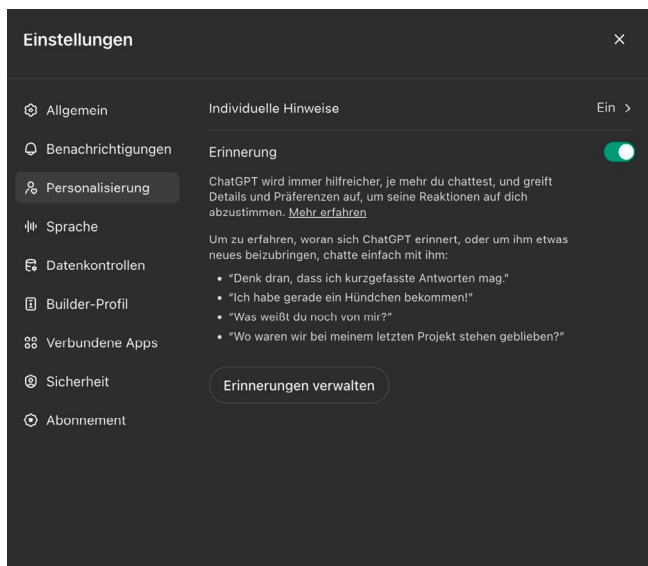 Einstellungen
Allgemein
Benachrichtigungen
Personalisierung
Sprache
Datenkontrollen
Builder-Profil
Verbundene Apps
Sicherheit
Abonnement
Individuelle Hinweise
Ein
Erinnerung
ChatGPT wird immer hilfreicher, je mehr du chattest, und greift
Details und Präferenzen auf, um seine Reaktionen auf dich
abzustimmen. Mehr erfahren
Um zu erfahren, woran sich ChatGPT erinnert, oder um ihm etwas
neues beizubringen, chatte einfach mit ihm:
• “Denk dran, dass ich kurzgefasste Antworten mag.”
• “Ich habe gerade ein Hündchen bekommen!”
• “Was weißt du noch von mir?”
• “Wo waren wir bei meinem letzten Projekt stehen geblieben?”
Erinnerungen verwalten